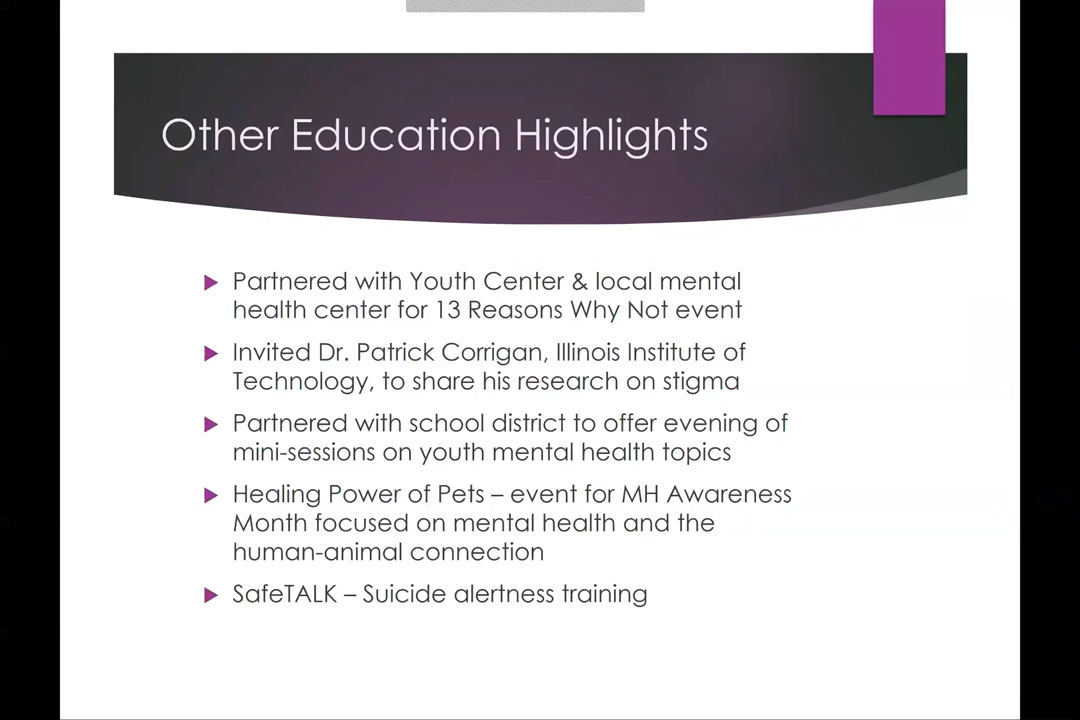 Other Education Highlights
Partnered with Youth Center & local mental
health center for 13 Reasons Why Not event
Invited Dr. Patrick Corrigan, Illinois Institute of
Technology, to share his research on stigma
Partnered with school district to offer evening of
mini-sessions on youth mental health topics
Healing Power of Pets – event for MH Awareness
Month focused on mental health and the
human-animal connection
SafeTALK – Suicide alertness training